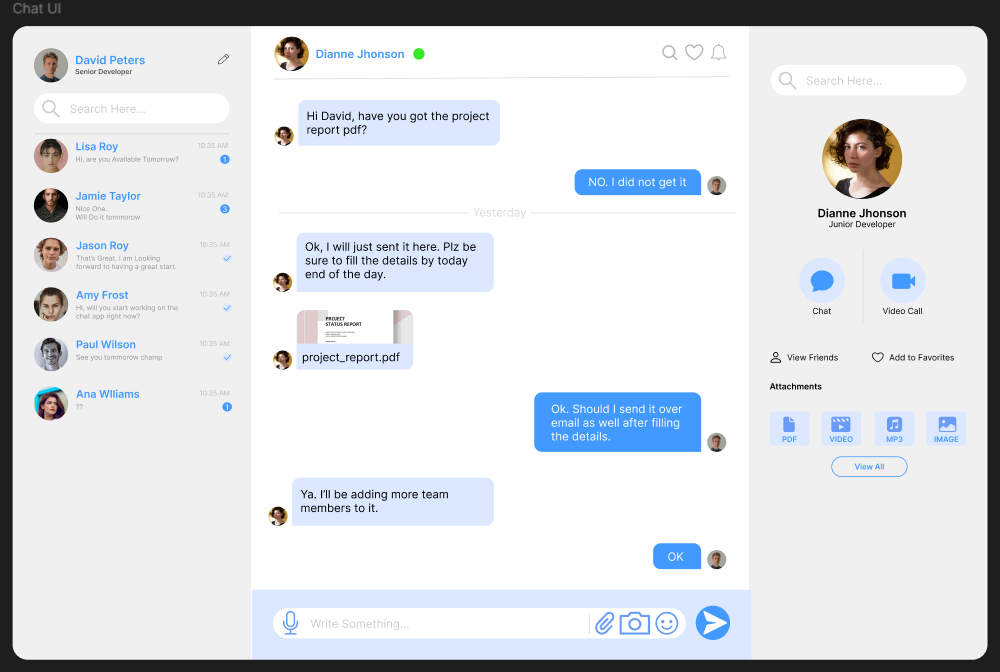 Chat UI
David Peters
Senior Developer
Search Here...
Lisa Roy
10:35 AM
Hi, are you Available Tomorrow?
1
Jamie Taylor
10:35 AM
Nice One.
3
Will Do it tommorow
Jason Roy
10:35 AM
That's Great. I am Looking
forward to having a great start.
Amy Frost
10:35 AM
Hi, will you start working on the
chat app right now?
Paul Wilson
10:35 AM
See you tommorow champ
Ana Wlliams
10:35 AM
??
1
Dianne Jhonson
Hi David, have you got the project
report pdf?
NO. I did not get it
Yesterday
Ok, I will just sent it here. Plz be
sure to fill the details by today
end of the day.
PROJECT
STATUS REPORT
project_report.pdf
Ok. Should I send it over
email as well after filling
the details.
Ya. I'll be adding more team
members to it.
OK
Write Something...
Search Here...
Dianne Jhonson
Junior Developer
Chat
Video Call
View Friends
Add to Favorites
Attachments
PDF
VIDEO
MP3
IMAGE
View All